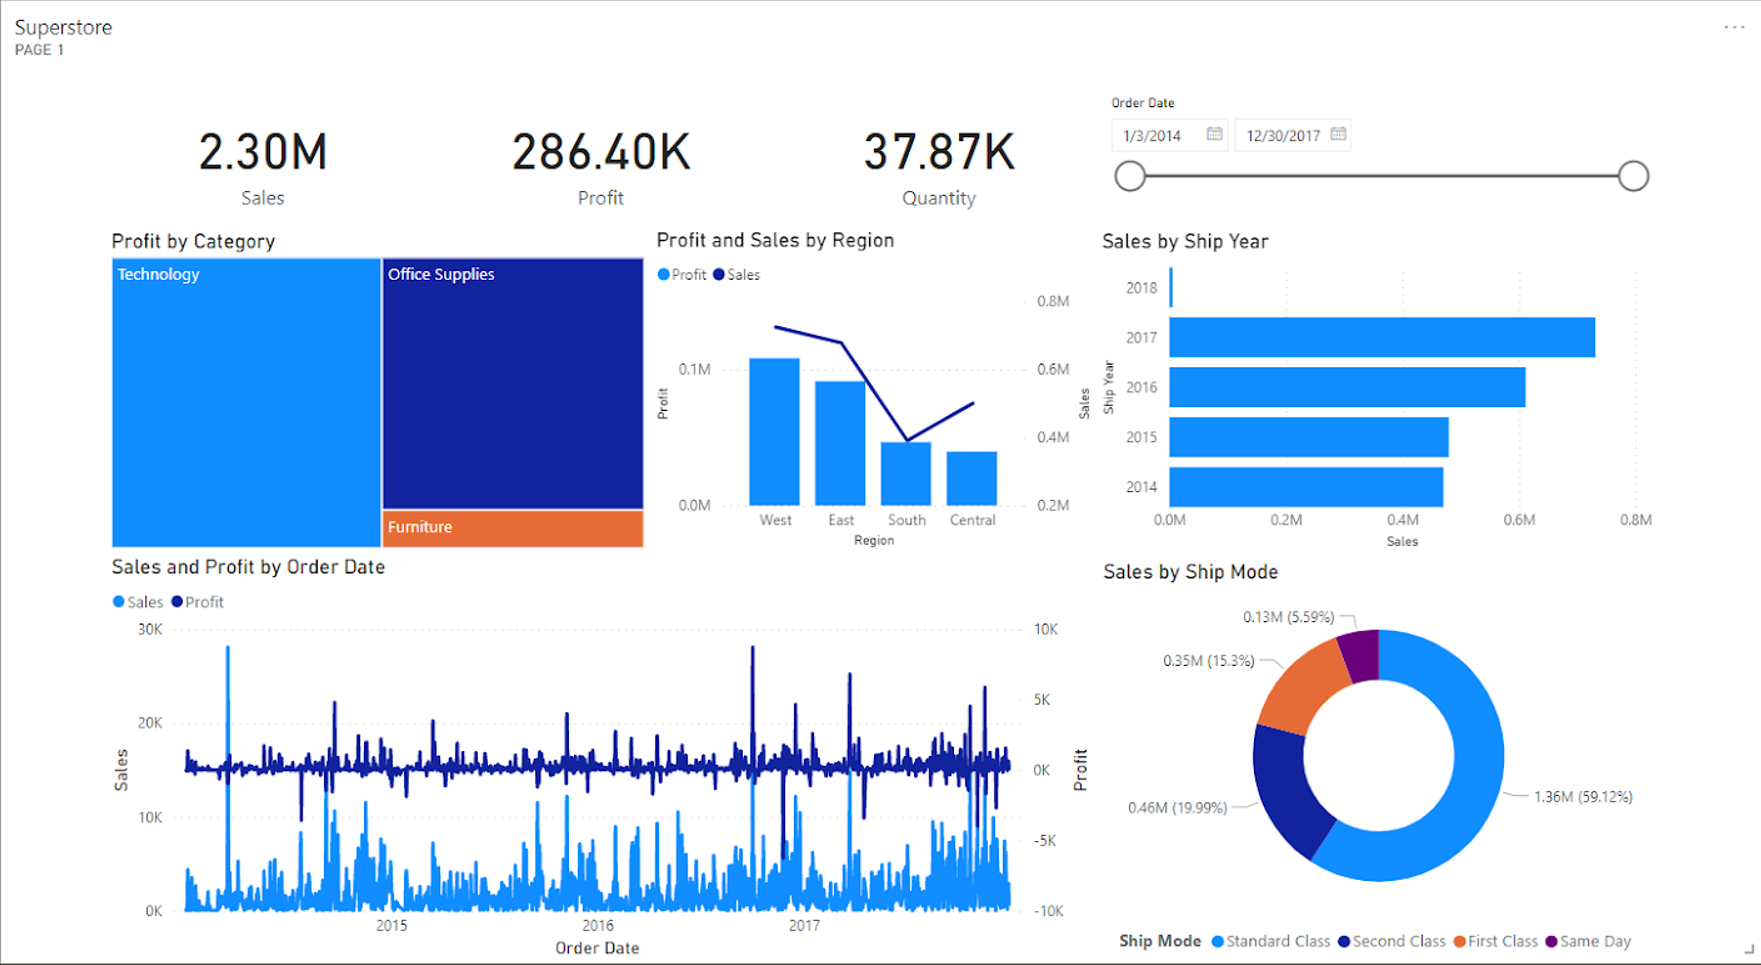 Superstore
...
PAGE 1
2.30M
Sales
286.40K
Profit
37.87K
Quantity
Order Date
1/3/2014
12/30/2017
Profit by Category
Technology
Office Supplies
Furniture
Profit and Sales by Region
Profit Sales
0.8M
0.6M
0.4M
0.2M
Sales
0.1M
0.0M
Profit
West East South Central
Region
Sales by Ship Year
2018
2017
2016
2015
2014
Ship Year
0.0M 0.2M 0.4M 0.6M 0.8M
Sales
Sales and Profit by Order Date
Sales Profit
30K
20K
10K
0K
Sales
10K
5K
0K
-5K
-10K
Profit
2015 2016 2017
Order Date
Sales by Ship Mode
0.13M (5.59%)
0.35M (15.3%)
0.46M (19.99%)
1.36M (59.12%)
Ship Mode Standard Class Second Class First Class Same Day